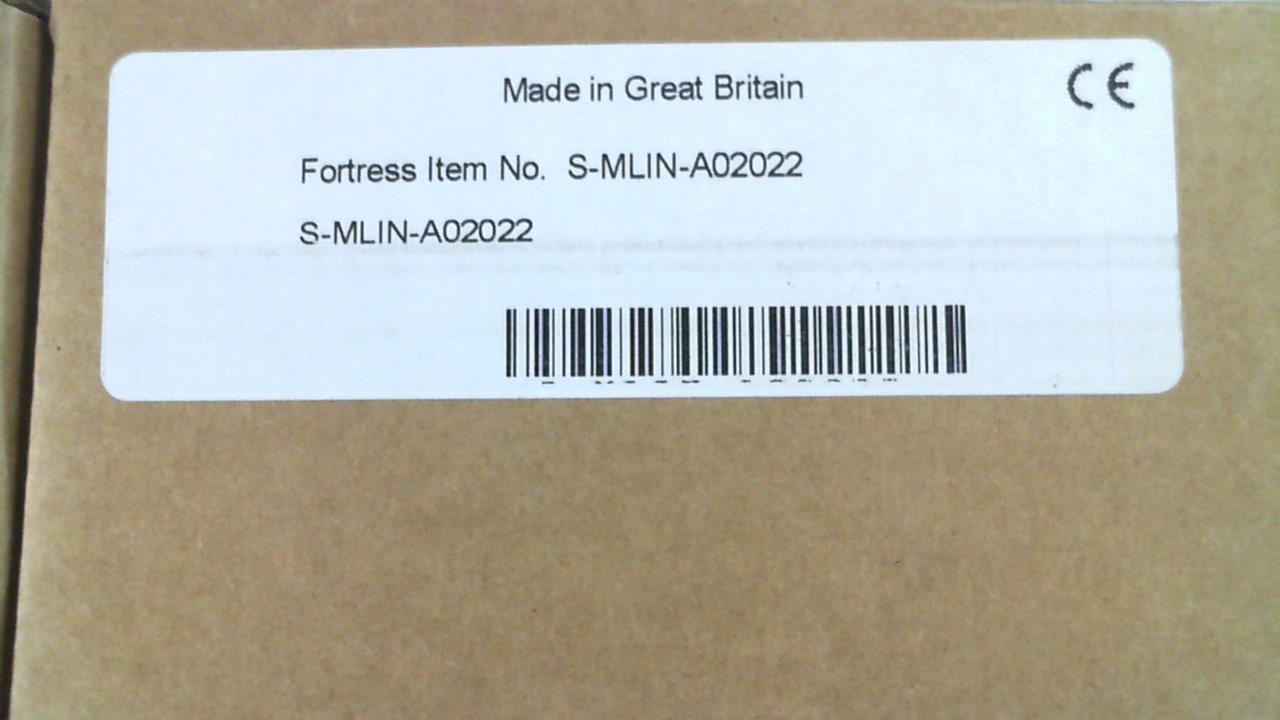 Made in Great Britain
CE
Fortress Item No. S-MLIN-A02022
S-MLIN-A02022